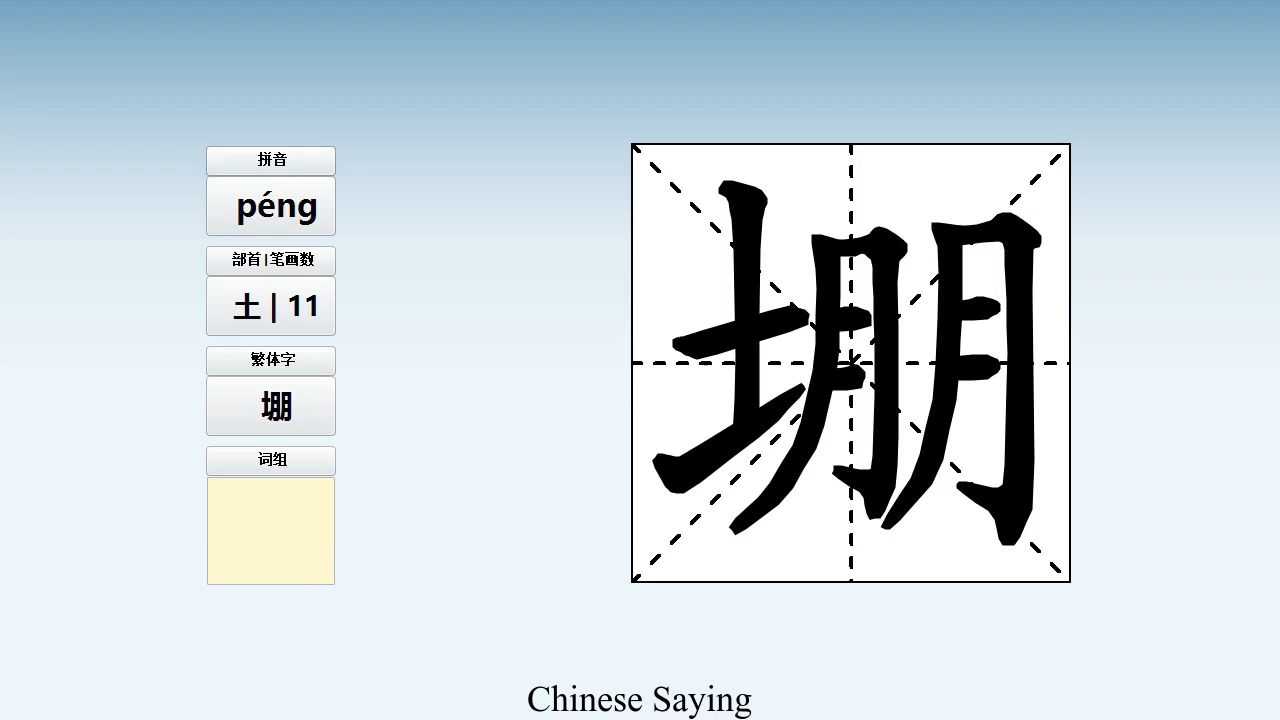 拼音
péng
部首|笔画数
土 | 11
繁体字
堋
词组
堋
Chinese Saying